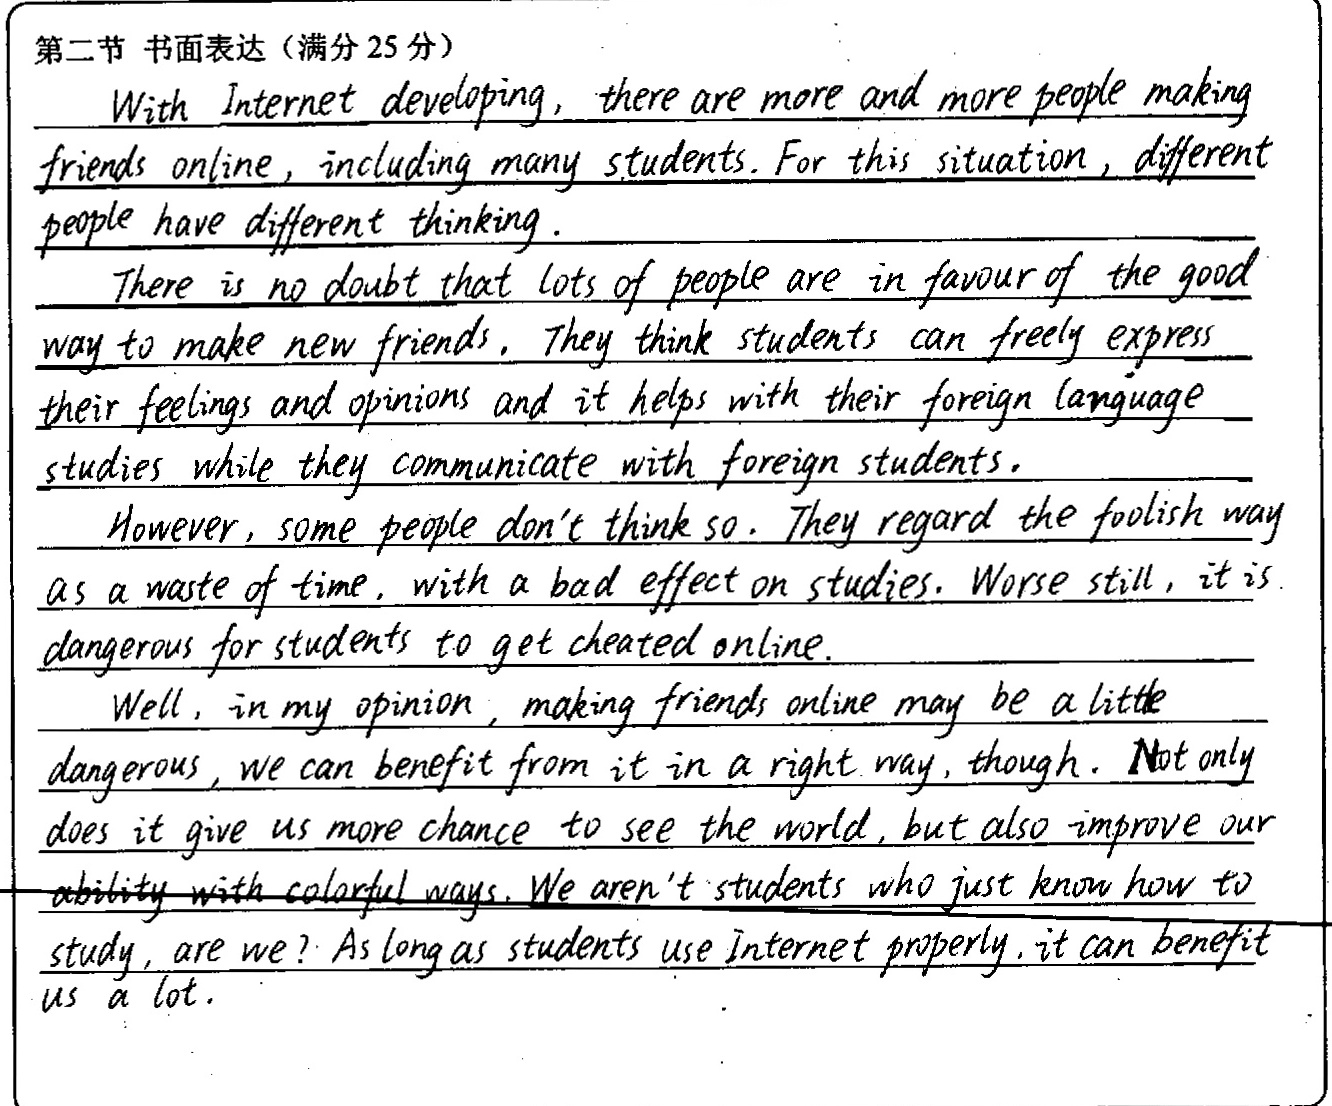 第二节 书面表达（满分 25 分）
With Internet developing, there are more and more people making
friends online, including many students. For this situation, different
people have different thinking.
There is no doubt that lots of people are in favour of the good
way to make new friends. They think students can freely express
their feelings and opinions and it helps with their foreign language
studies while they communicate with foreign students.
However, some people don't think so. They regard the foolish way
as a waste of time, with a bad effect on studies. Worse still, it is
dangerous for students to get cheated online.
Well, in my opinion, making friends online may be a little
dangerous, we can benefit from it in a right way, though. Not only
does it give us more chance to see the world, but also improve our
ability with colorful ways. We aren't students who just know how to
study, are we? As long as students use Internet properly, it can benefit
us a lot.